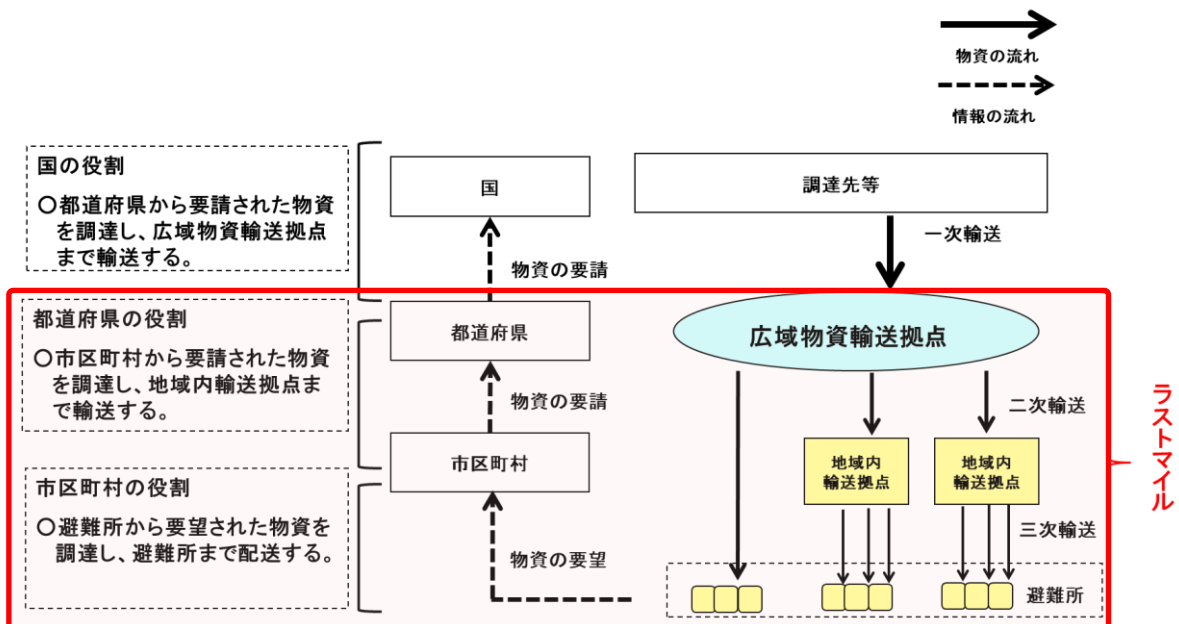 物資の流れ
情報の流れ
国の役割
○都道府県から要請された物資
を調達し、広域物資輸送拠点
まで輸送する。
国
調達先等
一次輸送
物資の要請
都道府県の役割
○市区町村から要請された物資
を調達し、地域内輸送拠点ま
で輸送する。
都道府県
広域物資輸送拠点
物資の要請
二次輸送
ラストマイル
市区町村
地域内
輸送拠点
地域内
輸送拠点
市区町村の役割
○避難所から要望された物資を
調達し、避難所まで配送する。
物資の要望
三次輸送
避難所